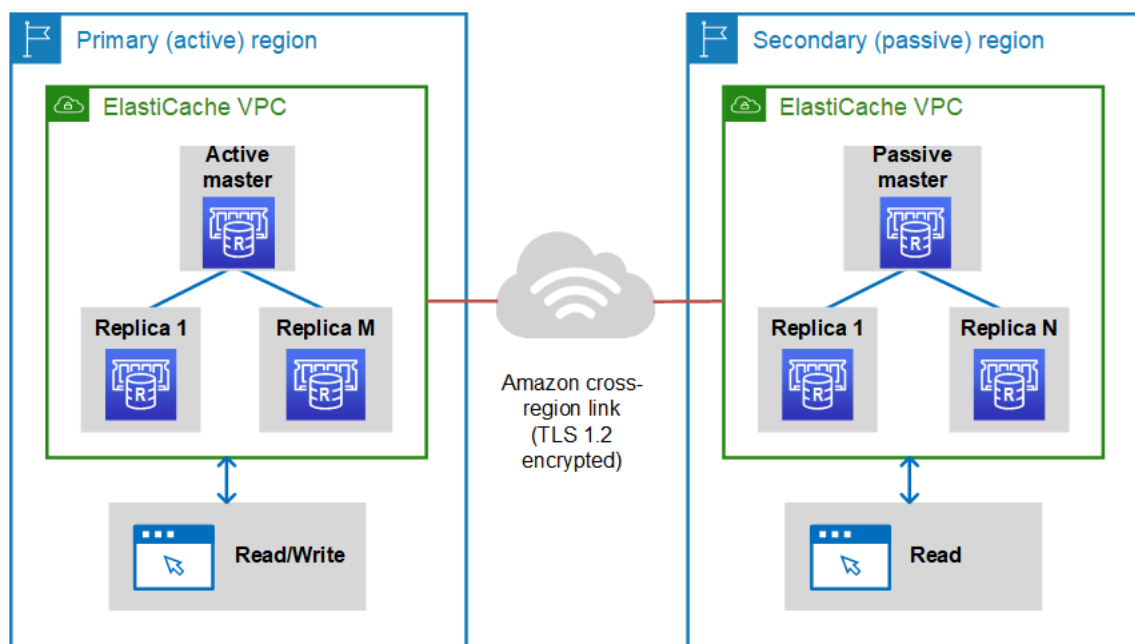 Primary (active) region
ElastiCache VPC
Active
master
R
Replica 1
R
Replica M
R
Read/Write
Amazon cross-
region link
(TLS 1.2
encrypted)
Secondary (passive) region
ElastiCache VPC
Passive
master
R
Replica 1
R
Replica N
R
Read